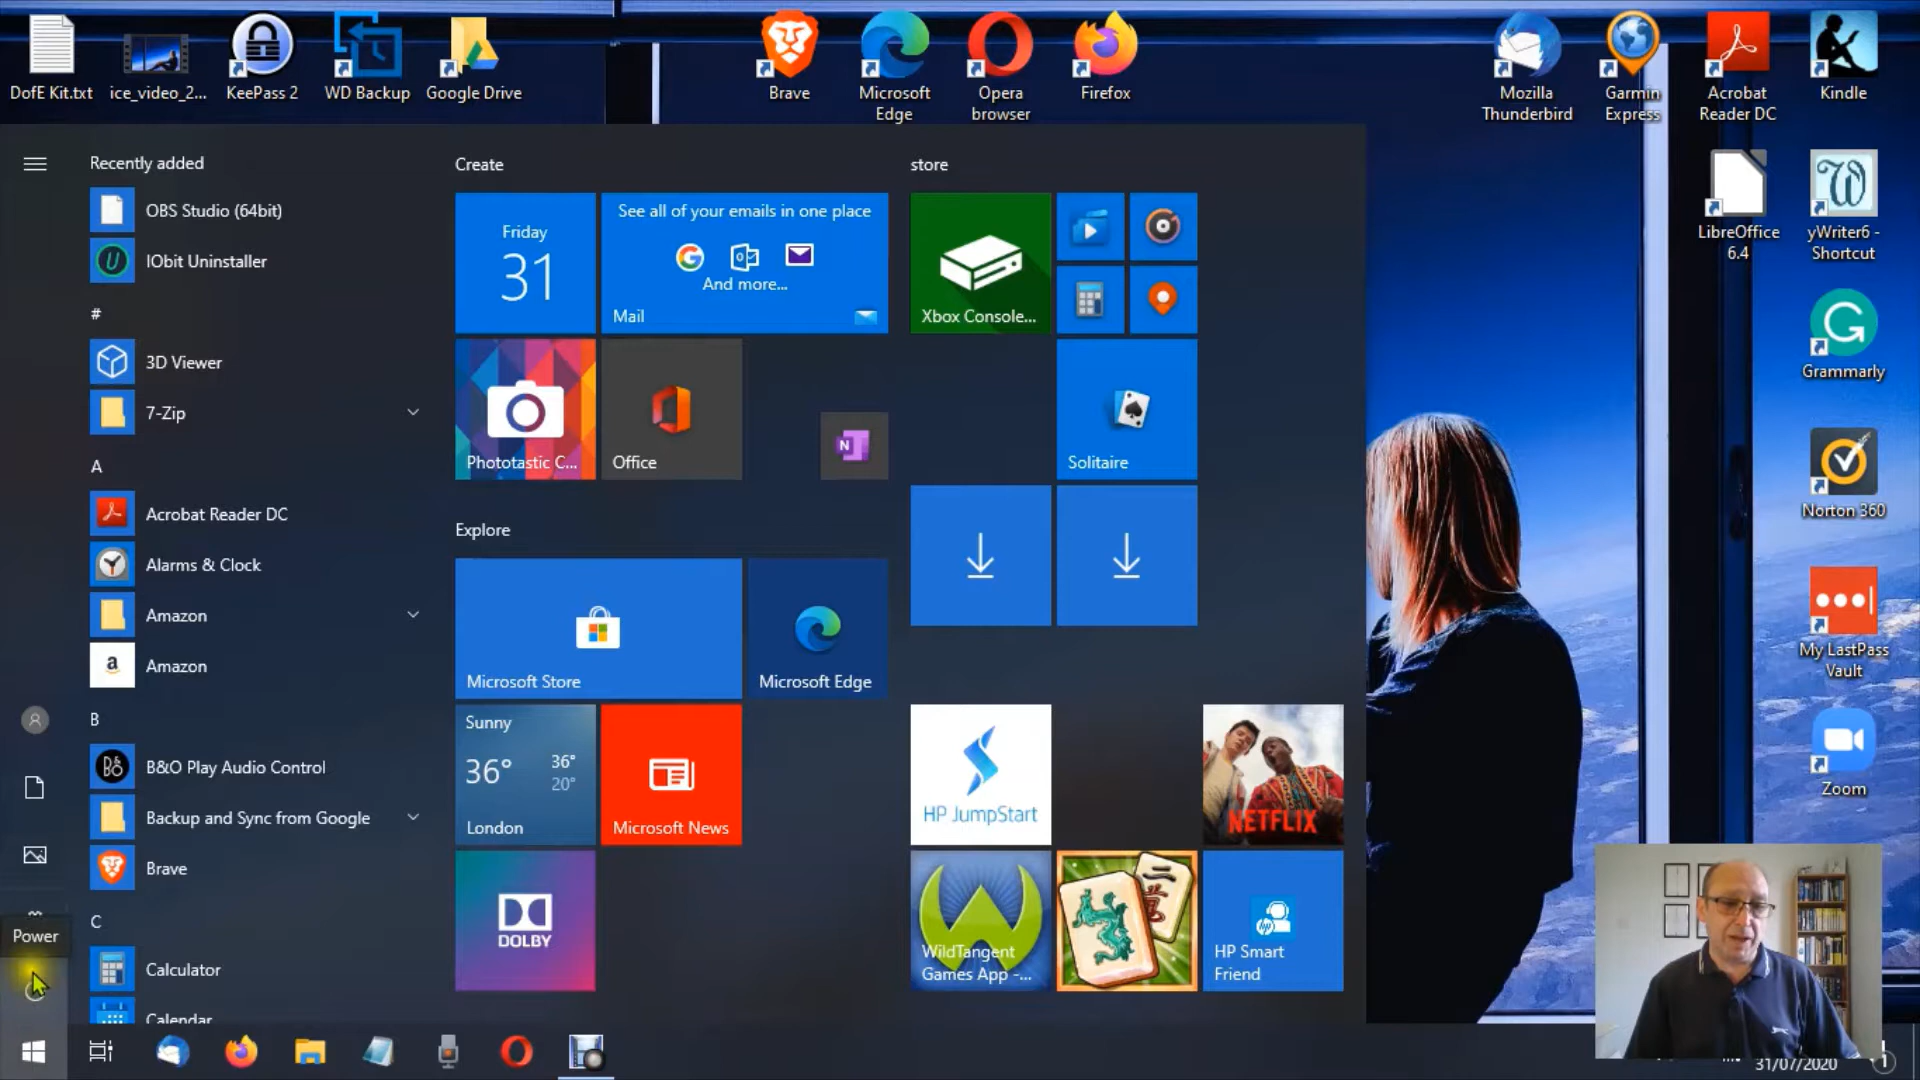 DofE Kit.txt
ice_video_2...
KeePass 2
WD Backup
Google Drive
Brave
Microsoft
Edge
Opera
browser
Firefox
Mozilla
Thunderbird
Garmin
Express
Acrobat
Reader DC
Kindle
LibreOffice
6.4
yWriter6 -
Shortcut
Grammarly
Norton 360
My LastPass
Vault
Zoom
Recently added
OBS Studio (64bit)
IObit Uninstaller
#
3D Viewer
7-Zip
A
Acrobat Reader DC
Alarms & Clock
Amazon
a
Amazon
B
B&O Play Audio Control
Backup and Sync from Google
Brave
C
Calculator
Calendar
Power
Create
Friday
31
See all of your emails in one place
And more...
Mail
Phototastic C...
Office
N
Explore
Microsoft Store
Microsoft Edge
Sunny
36° 36°
20°
London
Microsoft News
DOLBY
store
Xbox Console...
Solitaire
HP JumpStart
NETFLIX
WildTangent
Games App -...
HP Smart
Friend
31/07/2020
1